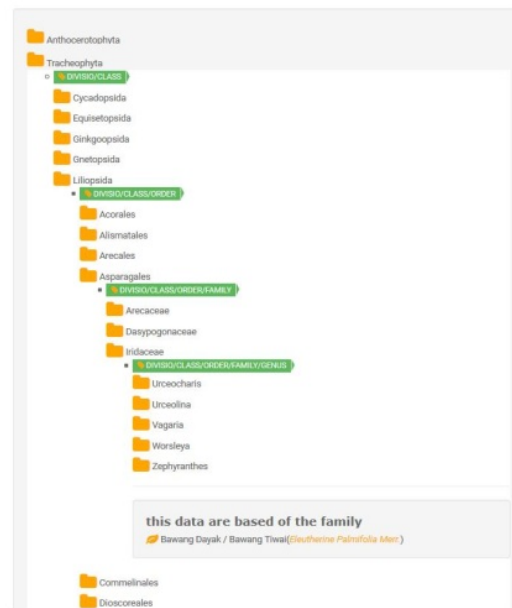 Anthocerotophyta
Tracheophyta
DIVISIO/CLASS
Cycadopsida
Equisetopsida
Ginkgoopsida
Gnetopsida
Liliopsida
DIVISIO/CLASS/ORDER
Acorales
Alismatales
Arecales
Asparagales
DIVISIO/CLASS/ORDER/FAMILY
Arecaceae
Dasypogonaceae
Iridaceae
DIVISIO/CLASS/ORDER/FAMILY/GENUS
Urceocharis
Urceolina
Vagaria
Worsleya
Zephyranthes
this data are based of the family
Bawang Dayak / Bawang Tiwai(Eleutherine Palmifolia Merr.)
Commelinales
Dioscoreales